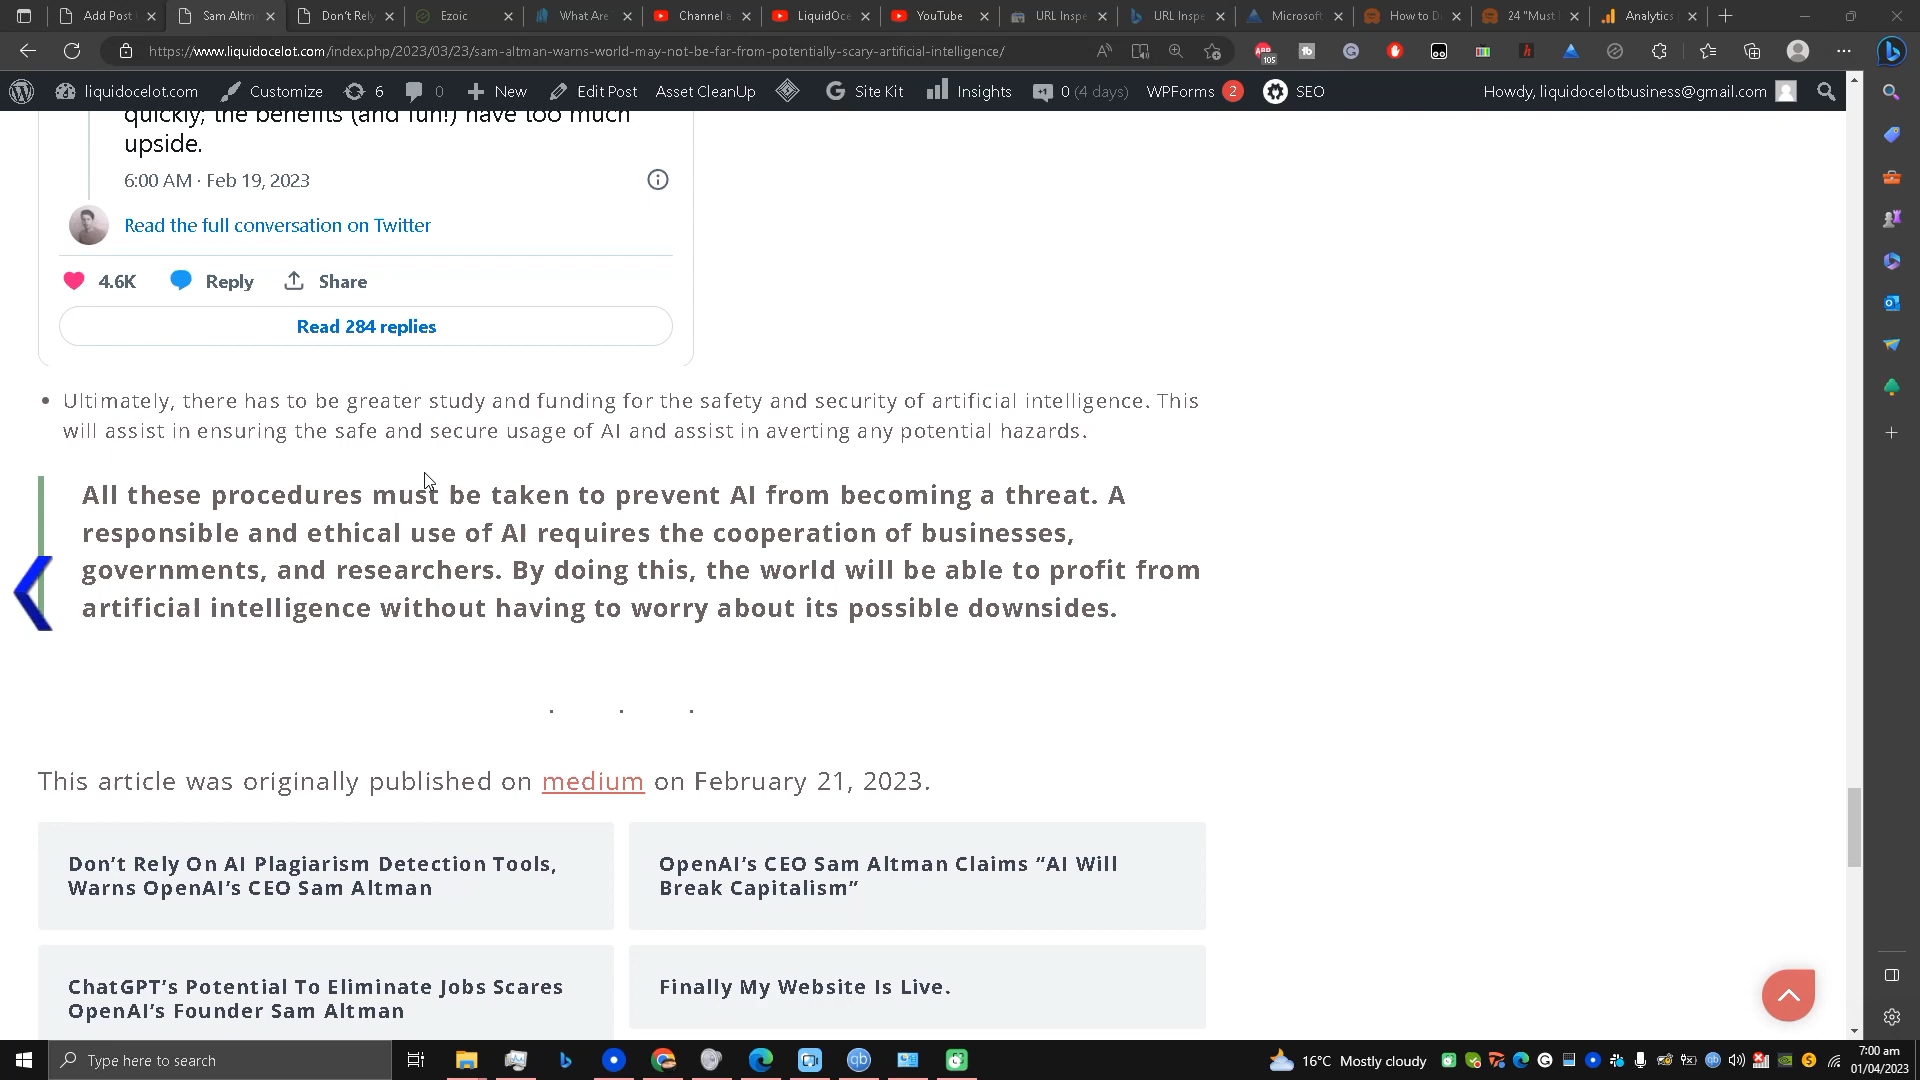 Add Post
Sam Altm
Don't Rely
Ezoic
What Are
Channel
LiquidOce
YouTube
URL Inspe
URL Inspe
Microsoft
How to D
24 "Must
Analytics
https://www.liquidocelot.com/index.php/2023/03/23/sam-altman-warns-world-may-not-be-far-from-potentially-scary-artificial-intelligence/
105
liquidocelot.com
Customize
6
0
New
Edit Post
Asset CleanUp
Site Kit
Insights
0 (4 days)
WPForms 2
SEO
Howdy, liquidocelotbusiness@gmail.com
quickly; the benefits (and fun!) have too much
upside.
6:00 AM · Feb 19, 2023
Read the full conversation on Twitter
4.6K
Reply
Share
Read 284 replies
• Ultimately, there has to be greater study and funding for the safety and security of artificial intelligence. This
will assist in ensuring the safe and secure usage of AI and assist in averting any potential hazards.
All these procedures must be taken to prevent AI from becoming a threat. A
responsible and ethical use of AI requires the cooperation of businesses,
governments, and researchers. By doing this, the world will be able to profit from
artificial intelligence without having to worry about its possible downsides.
. . .
This article was originally published on medium on February 21, 2023.
Don't Rely On AI Plagiarism Detection Tools,
Warns OpenAI's CEO Sam Altman
OpenAI's CEO Sam Altman Claims "AI Will
Break Capitalism"
ChatGPT's Potential To Eliminate Jobs Scares
OpenAI's Founder Sam Altman
Finally My Website Is Live.
Type here to search
16°C Mostly cloudy
7:00 am
01/04/2023